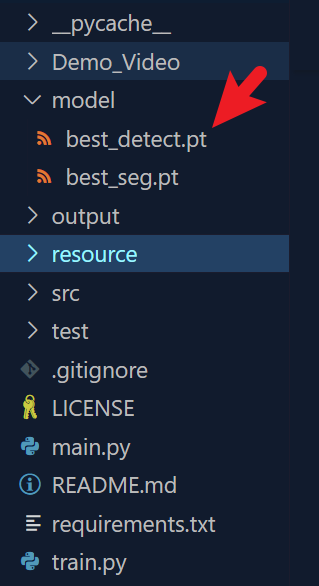 __pycache__
Demo_Video
model
best_detect.pt
best_seg.pt
output
resource
src
test
.gitignore
LICENSE
main.py
README.md
requirements.txt
train.py